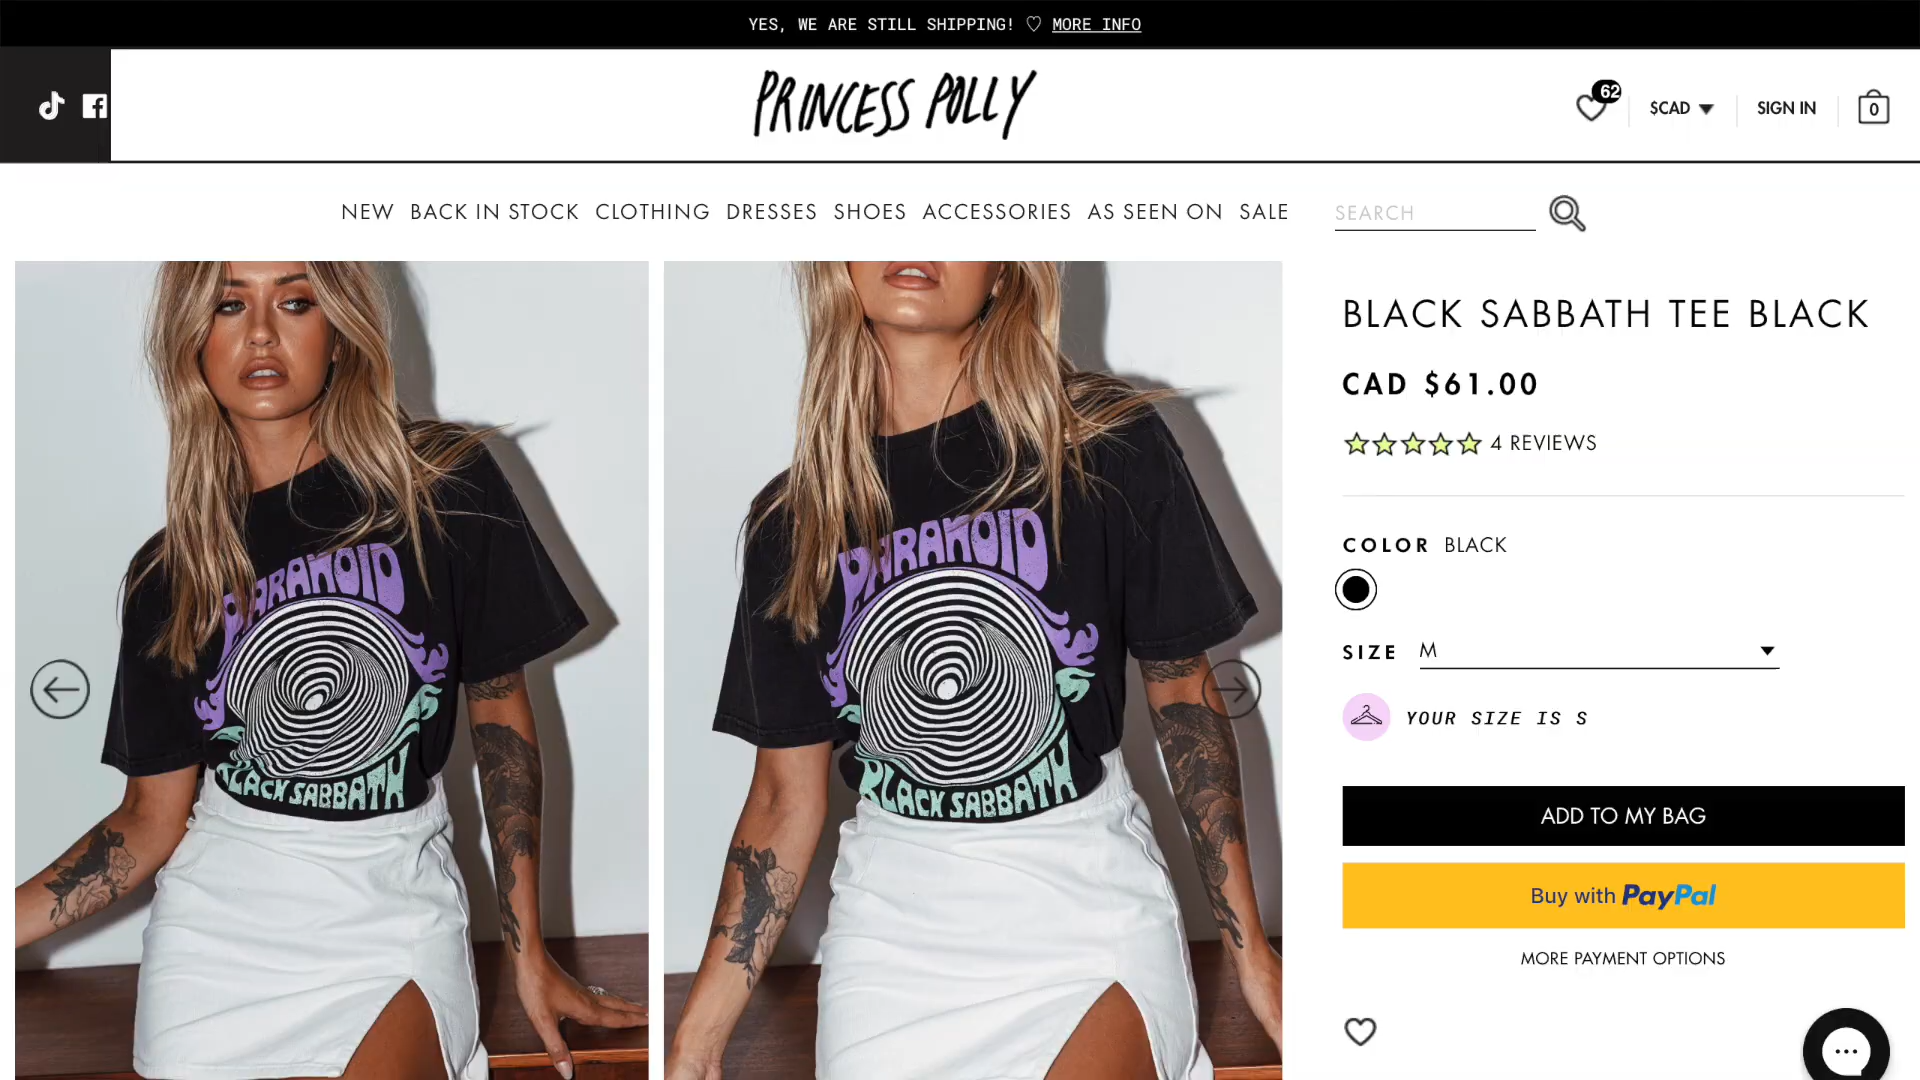 YES, WE ARE STILL SHIPPING! ♡ MORE INFO
PRINCESS POLLY
62
$CAD
SIGN IN
0
NEW BACK IN STOCK CLOTHING DRESSES SHOES ACCESSORIES AS SEEN ON SALE
SEARCH
PARANOID
BLACK SABBATH
PARANOID
BLACK SABBATH
BLACK SABBATH TEE BLACK
CAD $61.00
4 REVIEWS
COLOR BLACK
SIZE M
YOUR SIZE IS S
ADD TO MY BAG
Buy with PayPal
MORE PAYMENT OPTIONS